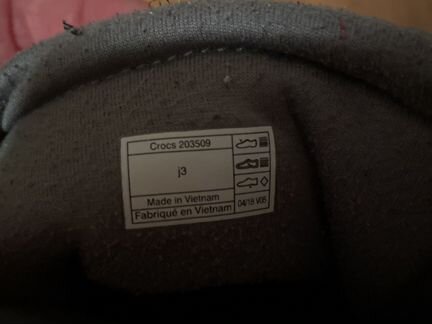 Crocs 203509
j3
Made in Vietnam
Fabriqué en Vietnam
04/18 V05